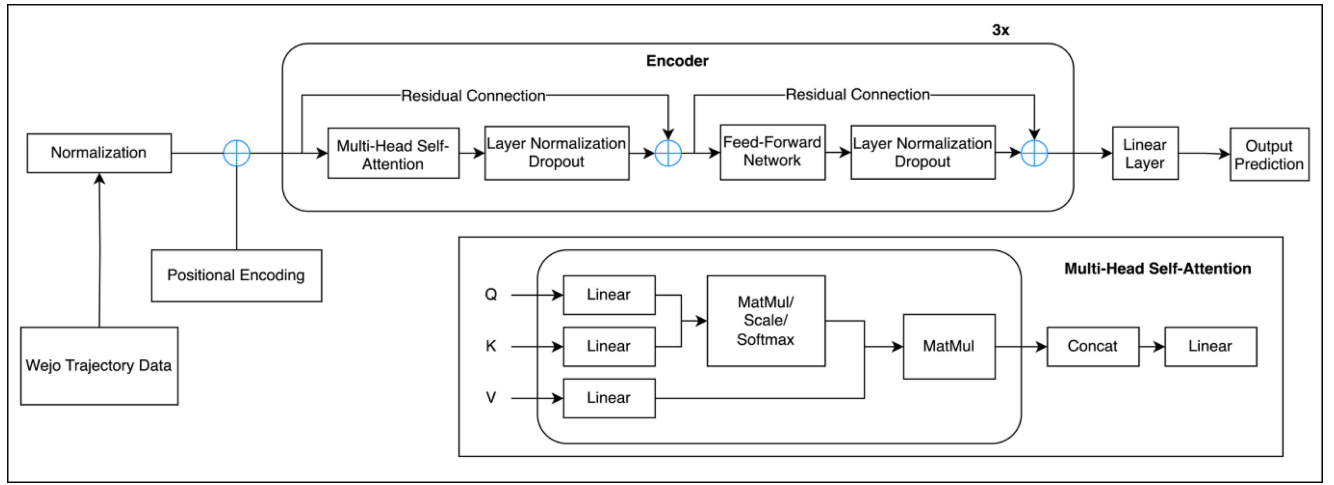 3x
Encoder
Residual Connection
Residual Connection
Normalization
Multi-Head Self-
Attention
Layer Normalization
Dropout
Feed-Forward
Network
Layer Normalization
Dropout
Linear
Layer
Output
Prediction
Positional Encoding
Wejo Trajectory Data
Multi-Head Self-Attention
Q
Linear
K
Linear
V
Linear
MatMul/
Scale/
Softmax
MatMul
Concat
Linear